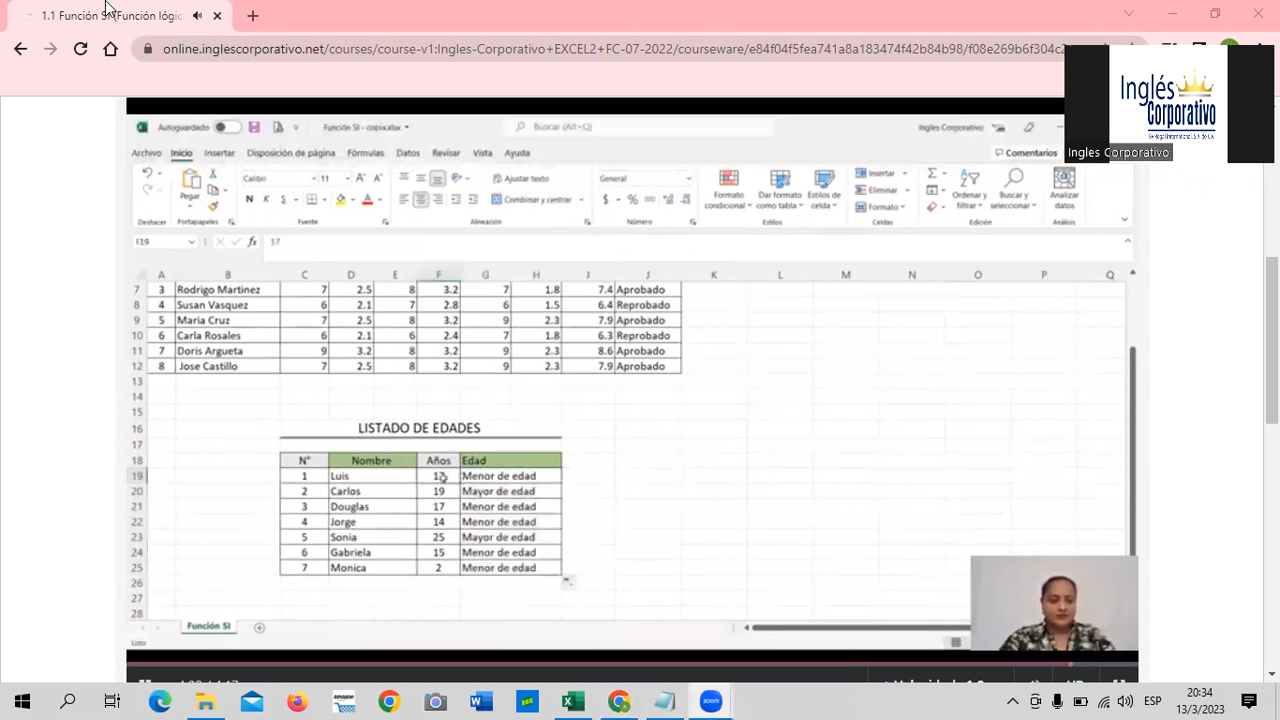 1.1 Función SI: Función lógic
online.inglescorporativo.net/courses/course-v1:Ingles-Corporativo+EXCEL2+FC-07-2022/courseware/e84f04f5fea741a8a183474f42b84b98/f08e269b6f304c2
Inglés
Corporativo
Ingles Corporativo
Autoguardado
Función SI - copia.xlsx
Buscar (Alt+Q)
Ingles Corporativo
Archivo Inicio Insertar Disposición de página Fórmulas Datos Revisar Vista Ayuda
Comentarios
Pegar
Calibri 11
N K S
Ajustar texto
Combinar y centrar
General
$ % 000
Formato condicional
Dar formato como tabla
Estilos de celda
Insertar
Eliminar
Formato
Ordenar y filtrar
Buscar y seleccionar
Analizar datos
Deshacer Portapapeles Fuente Alineación Número Estilos Celdas Edición Análisis
F19 fx 17
A B C D E F G H I J K L M N O P Q
7 3 Rodrigo Martinez 7 2.5 8 3.2 7 1.8 7.4 Aprobado
8 4 Susan Vasquez 6 2.1 7 2.8 6 1.5 6.4 Reprobado
9 5 Maria Cruz 7 2.5 8 3.2 9 2.3 7.9 Aprobado
10 6 Carla Rosales 6 2.1 6 2.4 7 1.8 6.3 Reprobado
11 7 Doris Argueta 9 3.2 8 3.2 9 2.3 8.6 Aprobado
12 8 Jose Castillo 7 2.5 8 3.2 9 2.3 7.9 Aprobado
13
14
15
16 LISTADO DE EDADES
17
18 N° Nombre Años Edad
19 1 Luis 17 Menor de edad
20 2 Carlos 19 Mayor de edad
21 3 Douglas 17 Menor de edad
22 4 Jorge 14 Menor de edad
23 5 Sonia 25 Mayor de edad
24 6 Gabriela 15 Menor de edad
25 7 Monica 2 Menor de edad
26
27
28
Función SI
Listo
ESP
20:34
13/3/2023